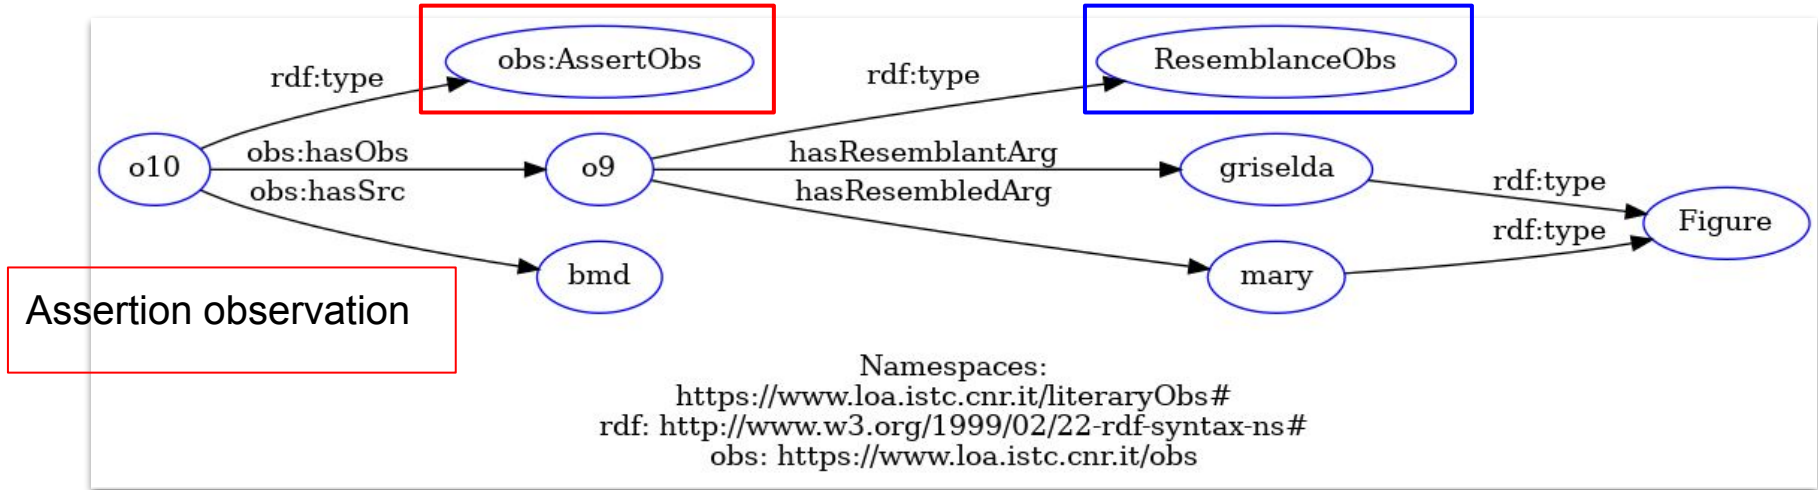 obs:AssertObs
ResemblanceObs
rdf:type
rdf:type
obs:hasObs
hasResemblantArg
o10
o9
griselda
rdf:type
obs:hasSrc
hasResembledArg
Figure
rdf:type
bmd
mary
Assertion observation
Namespaces:
https://www.loa.istc.cnr.it/literaryObs#
rdf: http://www.w3.org/1999/02/22-rdf-syntax-ns#
obs: https://www.loa.istc.cnr.it/obs